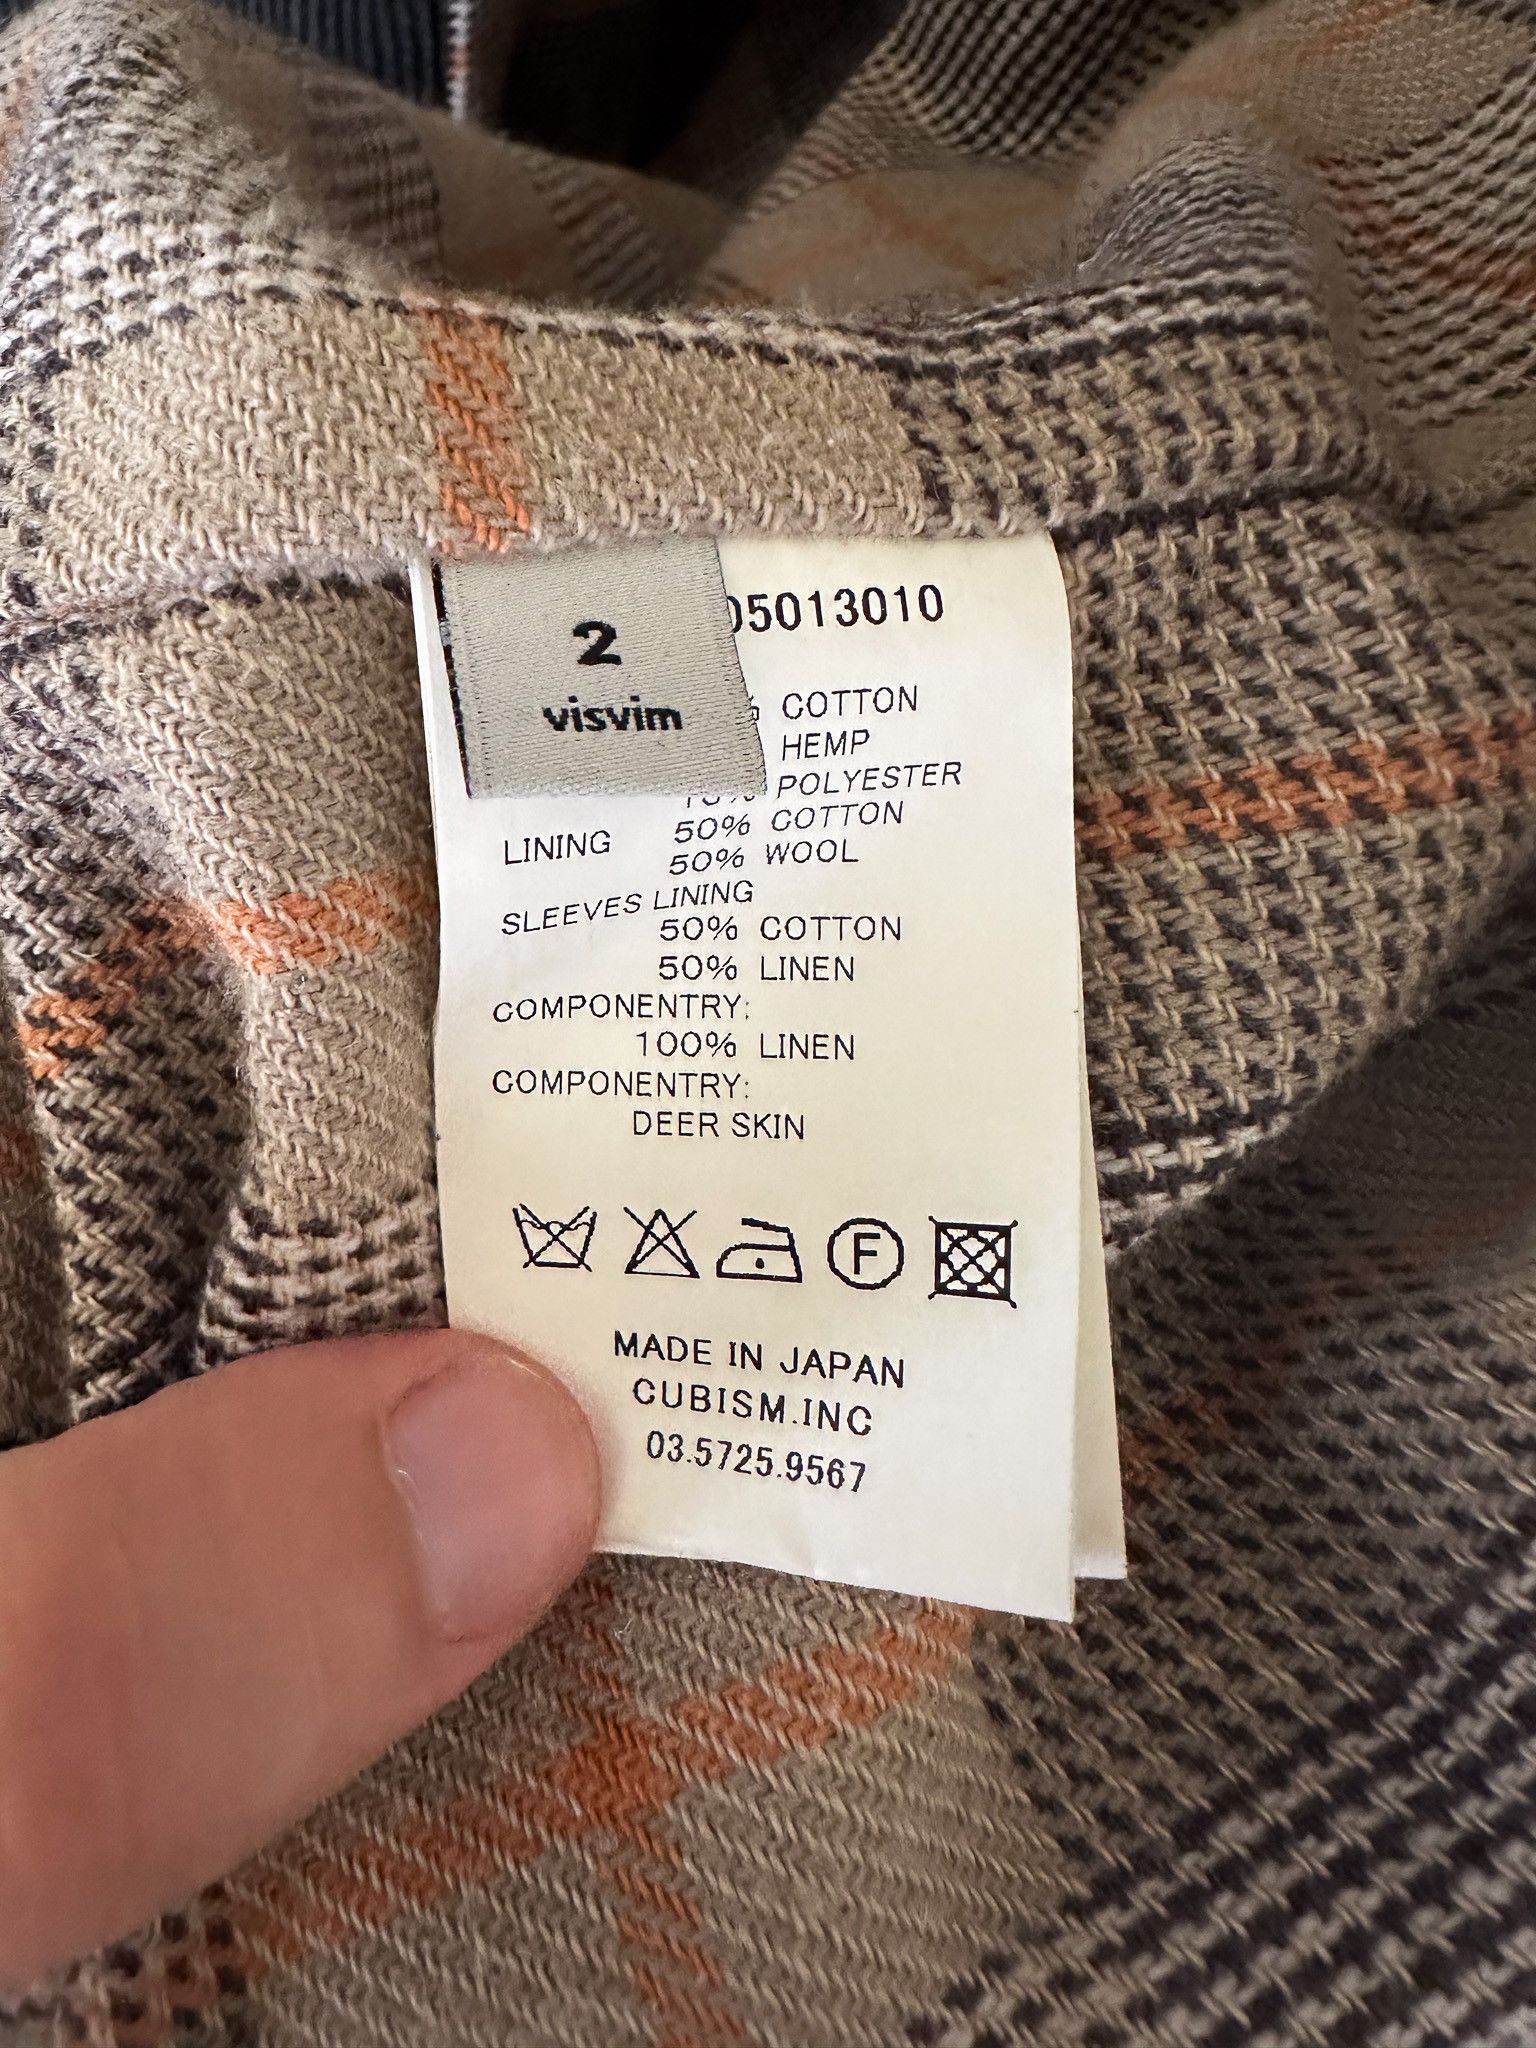 2
visvim
05013010
% COTTON
HEMP
POLYESTER
LINING 50% COTTON
50% WOOL
SLEEVES LINING
50% COTTON
50% LINEN
COMPONENTRY:
100% LINEN
COMPONENTRY:
DEER SKIN
F
MADE IN JAPAN
CUBISM.INC
03.5725.9567